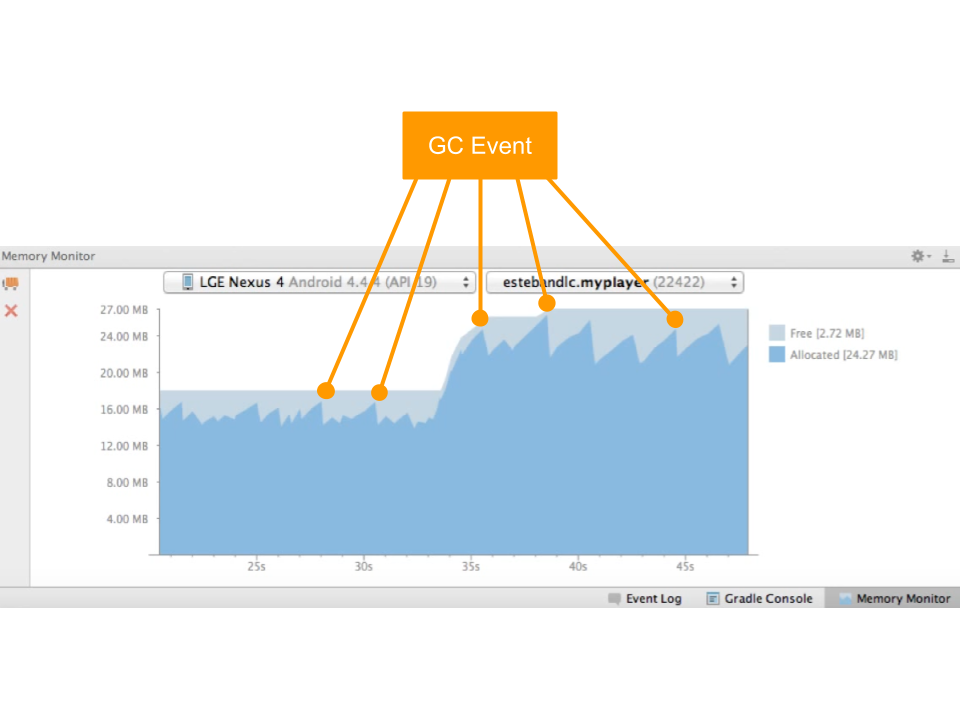 GC Event
Memory Monitor
LGE Nexus 4 Android 4.4.4 (API 19)
estebandlc.myplayer (22422)
27.00 MB
24.00 MB
20.00 MB
16.00 MB
12.00 MB
8.00 MB
4.00 MB
Free [2.72 MB]
Allocated [24.27 MB]
25s
30s
35s
40s
45s
Event Log
Gradle Console
Memory Monitor